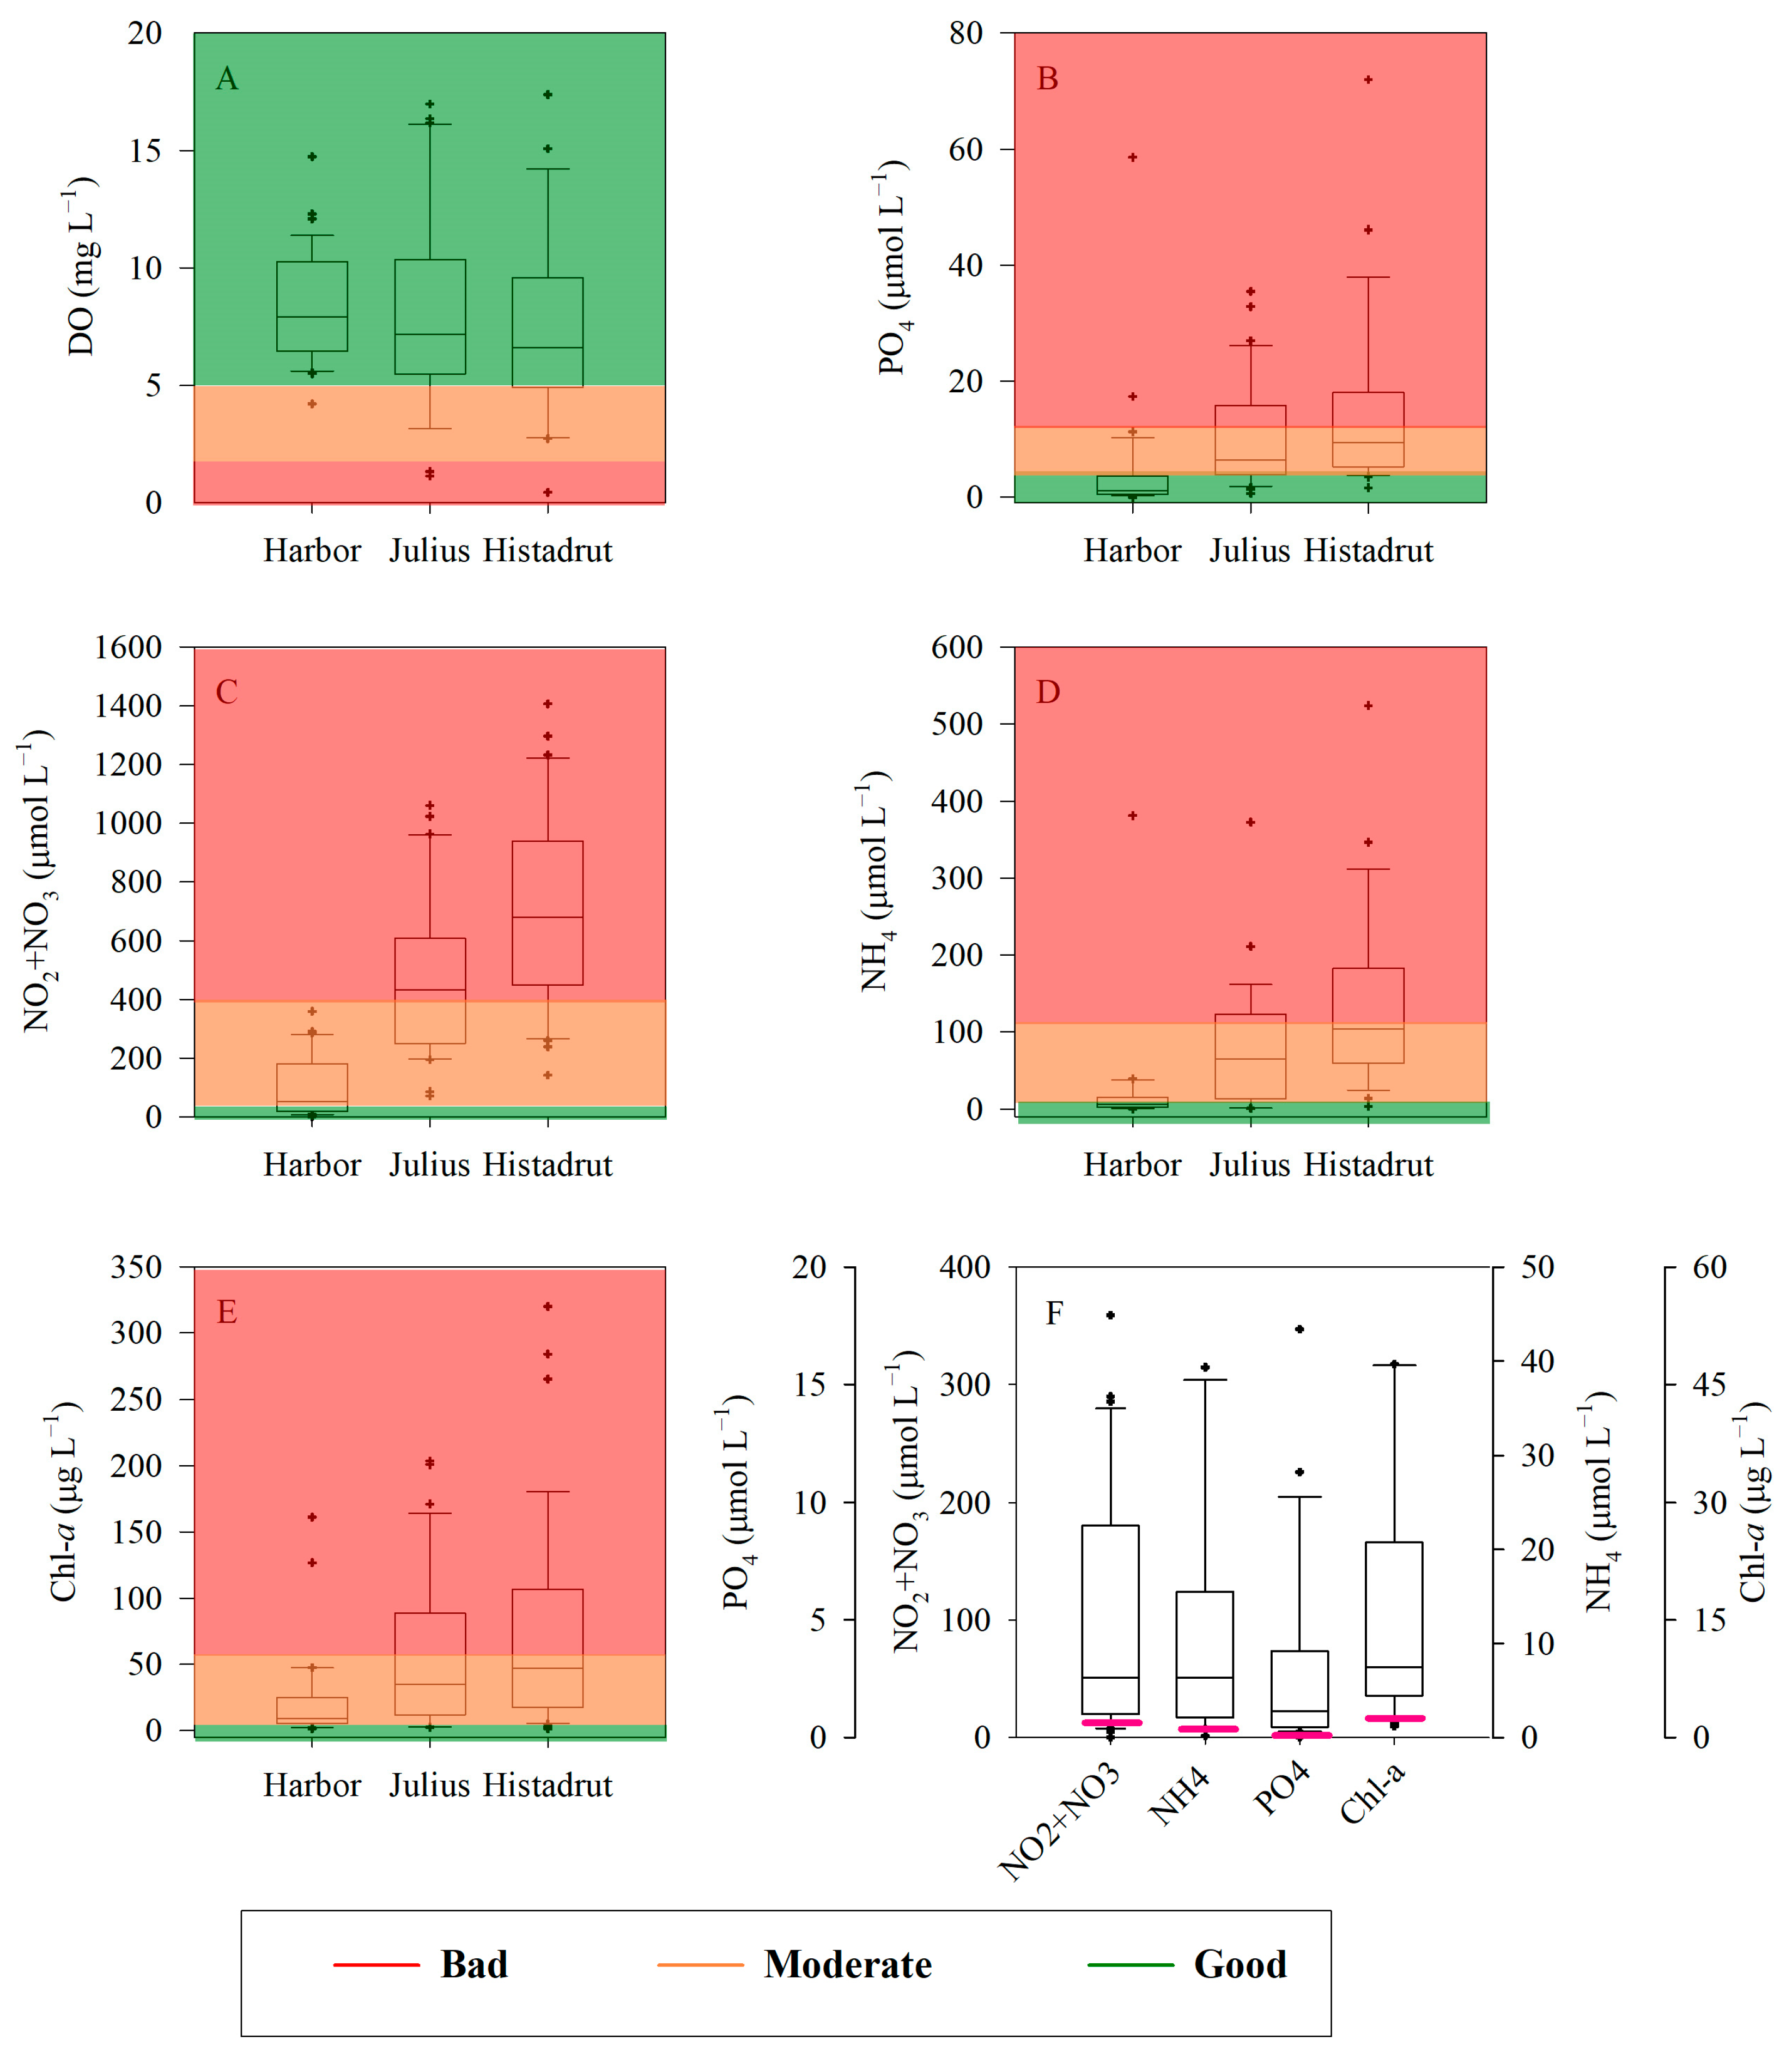 20
15
10
5
0
DO (mg L⁻¹)
A
Harbor Julius Histadrut
80
60
40
20
0
PO₄ (µmol L⁻¹)
B
Harbor Julius Histadrut
1600
1400
1200
1000
800
600
400
200
0
NO₂+NO₃ (µmol L⁻¹)
C
Harbor Julius Histadrut
600
500
400
300
200
100
0
NH₄ (µmol L⁻¹)
D
Harbor Julius Histadrut
350
300
250
200
150
100
50
0
Chl-a (µg L⁻¹)
E
Harbor Julius Histadrut
20
15
10
5
0
PO₄ (µmol L⁻¹)
400
300
200
100
0
NO₂+NO₃ (µmol L⁻¹)
F
50
40
30
20
10
0
NH₄ (µmol L⁻¹)
60
45
30
15
0
Chl-a (µg L⁻¹)
NO2+NO3
NH4
PO4
Chl-a
Bad Moderate Good